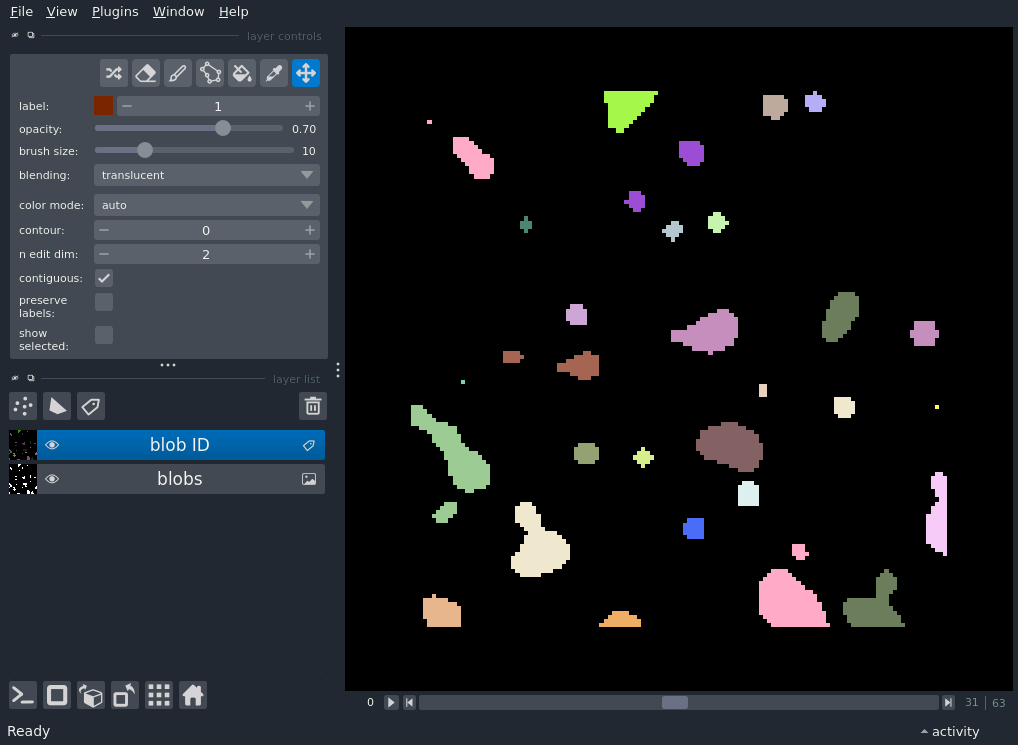 File View Plugins Window Help
layer controls
label: 1
opacity: 0.70
brush size: 10
blending: translucent
color mode: auto
contour: 0
n edit dim: 2
contiguous:
preserve
labels:
show
selected:
layer list
blob ID
blobs
0 31 63
Ready activity